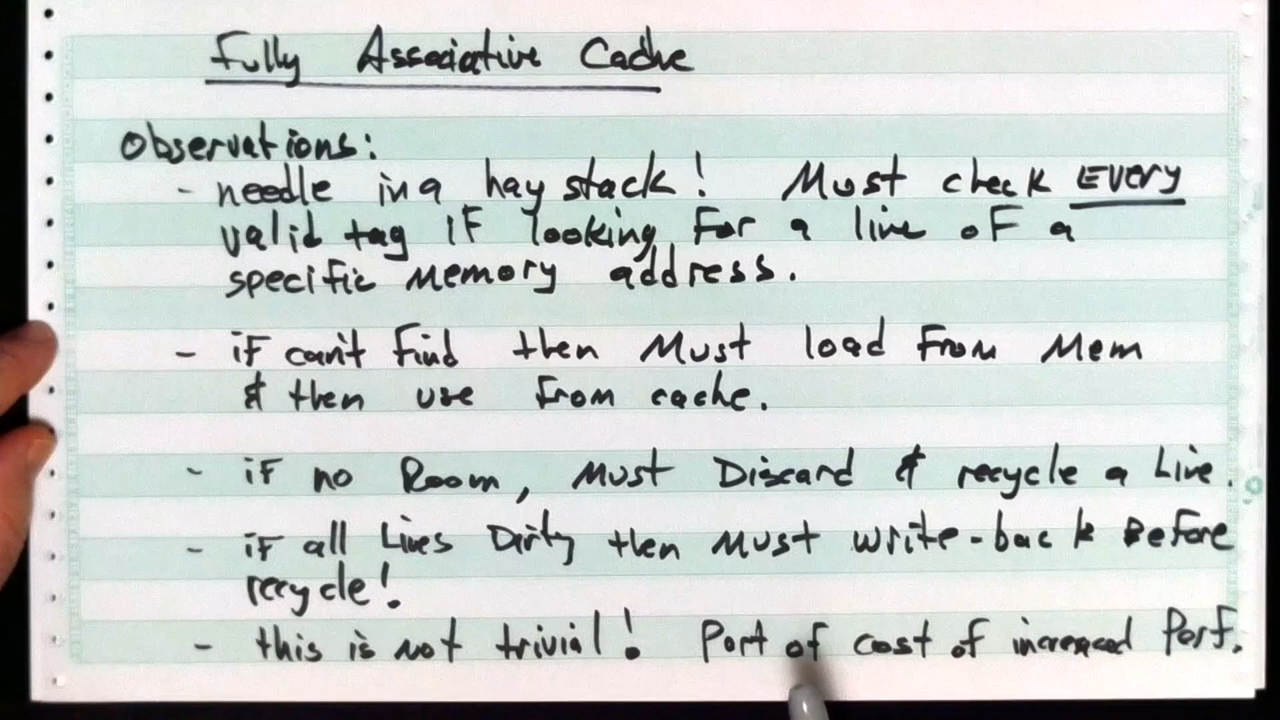 Fully Associative Cache
Observations:
- needle in a hay stack! Must check EVERY
valid tag if looking for a line of a
specific memory address.
- if can't find then must load from Mem
& then use from cache.
- if no Room, must Discard & recycle a Line.
- if all Lines Dirty then must write-back Before
recycle!
- this is not trivial! Part of cost of increased Perf.